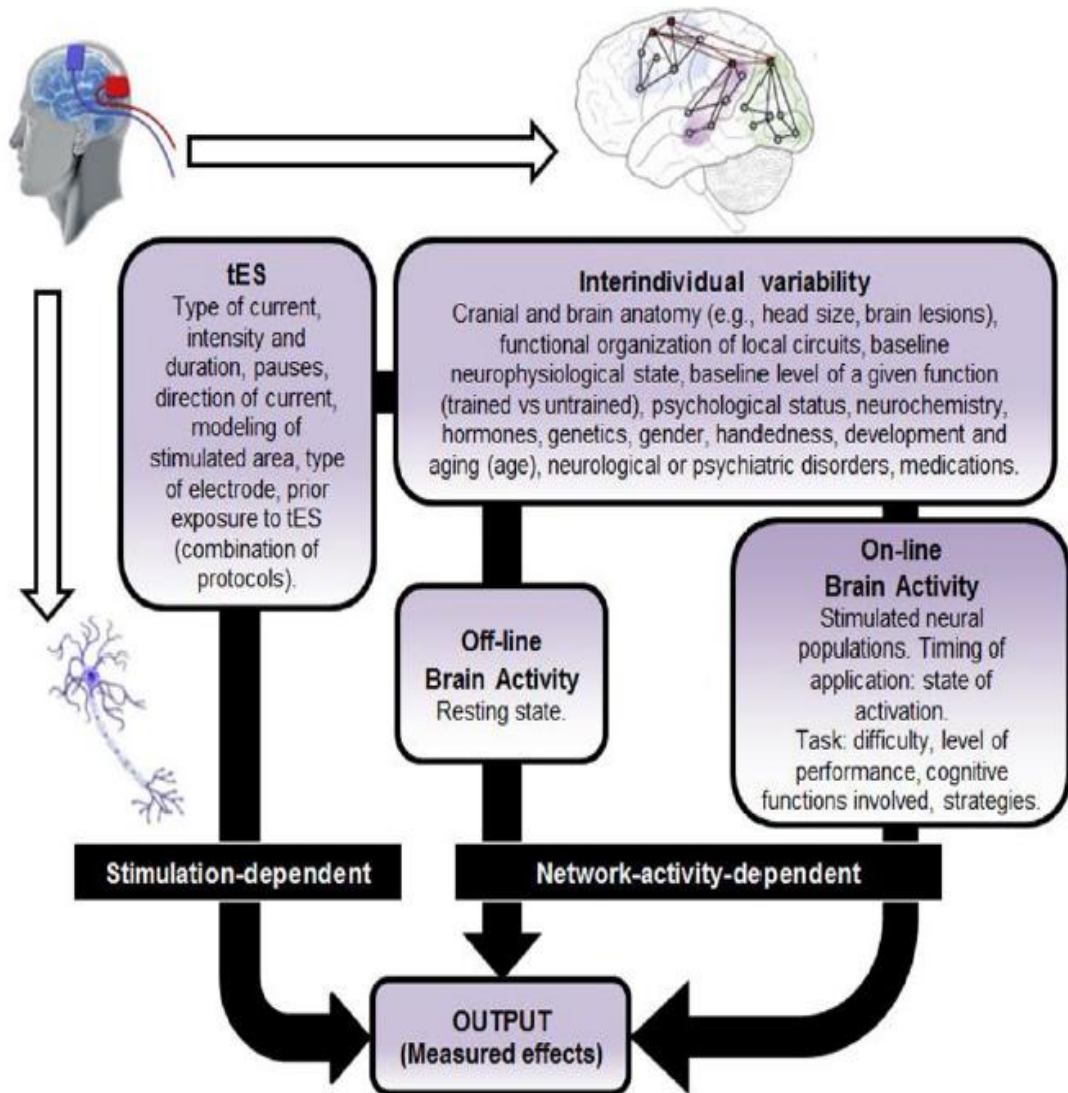 tES
Type of current,
intensity and
duration, pauses,
direction of current,
modeling of
stimulated area, type
of electrode, prior
exposure to tES
(combination of
protocols).
Interindividual variability
Cranial and brain anatomy (e.g., head size, brain lesions),
functional organization of local circuits, baseline
neurophysiological state, baseline level of a given function
(trained vs untrained), psychological status, neurochemistry,
hormones, genetics, gender, handedness, development and
aging (age), neurological or psychiatric disorders, medications.
Off-line
Brain Activity
Resting state.
On-line
Brain Activity
Stimulated neural
populations. Timing of
application: state of
activation.
Task: difficulty, level of
performance, cognitive
functions involved, strategies.
Stimulation-dependent
Network-activity-dependent
OUTPUT
(Measured effects)